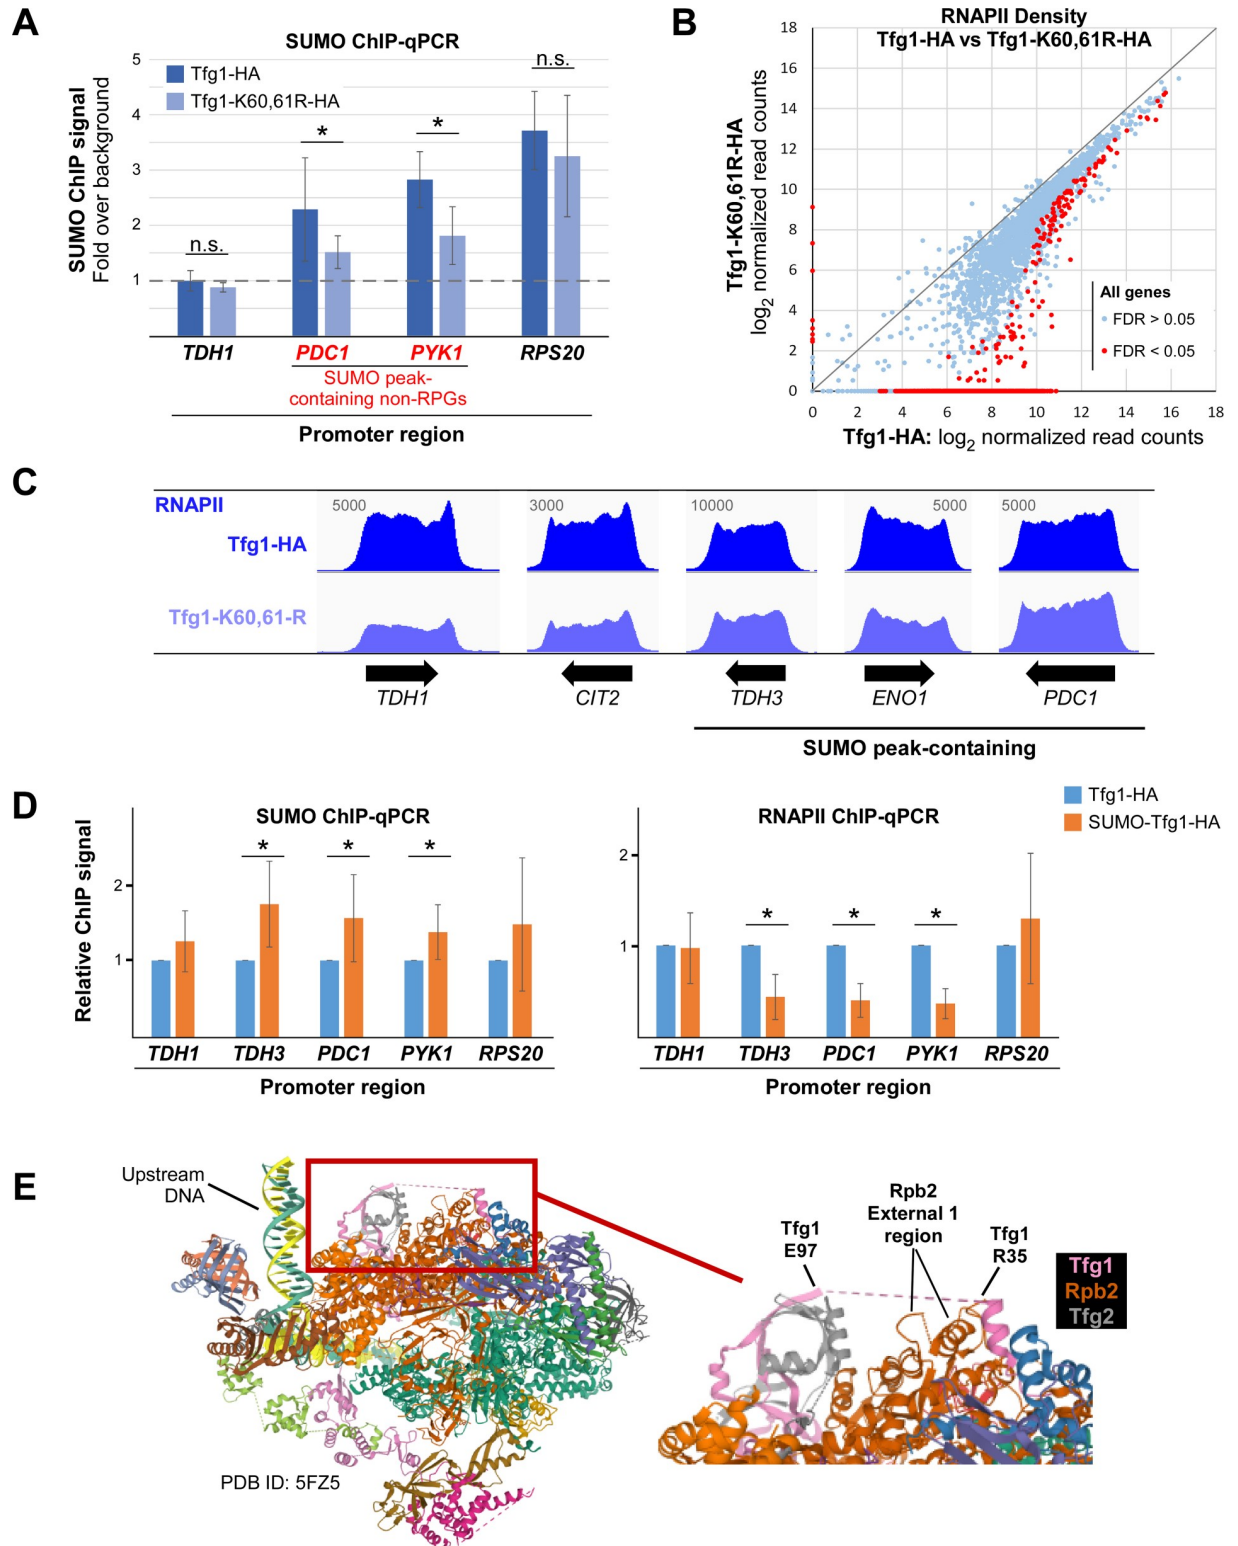 A
SUMO ChIP-qPCR
SUMO ChIP signal
Fold over background
5
4
3
2
1
Tfg1-HA
Tfg1-K60,61R-HA
n.s.
*
*
n.s.
TDH1
PDC1
PYK1
RPS20
SUMO peak-
containing non-RPGs
Promoter region
B
RNAPII Density
Tfg1-HA vs Tfg1-K60,61R-HA
Tfg1-K60,61R-HA
log2 normalized read counts
18
16
14
12
10
8
6
4
2
0
All genes
FDR > 0.05
FDR < 0.05
0 2 4 6 8 10 12 14 16 18
Tfg1-HA: log2 normalized read counts
C
RNAPII
Tfg1-HA
Tfg1-K60,61-R
5000
3000
10000
5000
5000
TDH1
CIT2
TDH3
ENO1
PDC1
SUMO peak-containing
D
Tfg1-HA
SUMO-Tfg1-HA
SUMO ChIP-qPCR
Relative ChIP signal
2
1
*
*
*
TDH1
TDH3
PDC1
PYK1
RPS20
Promoter region
RNAPII ChIP-qPCR
2
1
*
*
*
TDH1
TDH3
PDC1
PYK1
RPS20
Promoter region
E
Upstream
DNA
PDB ID: 5FZ5
Tfg1
E97
Rpb2
External 1
region
Tfg1
R35
Tfg1
Rpb2
Tfg2